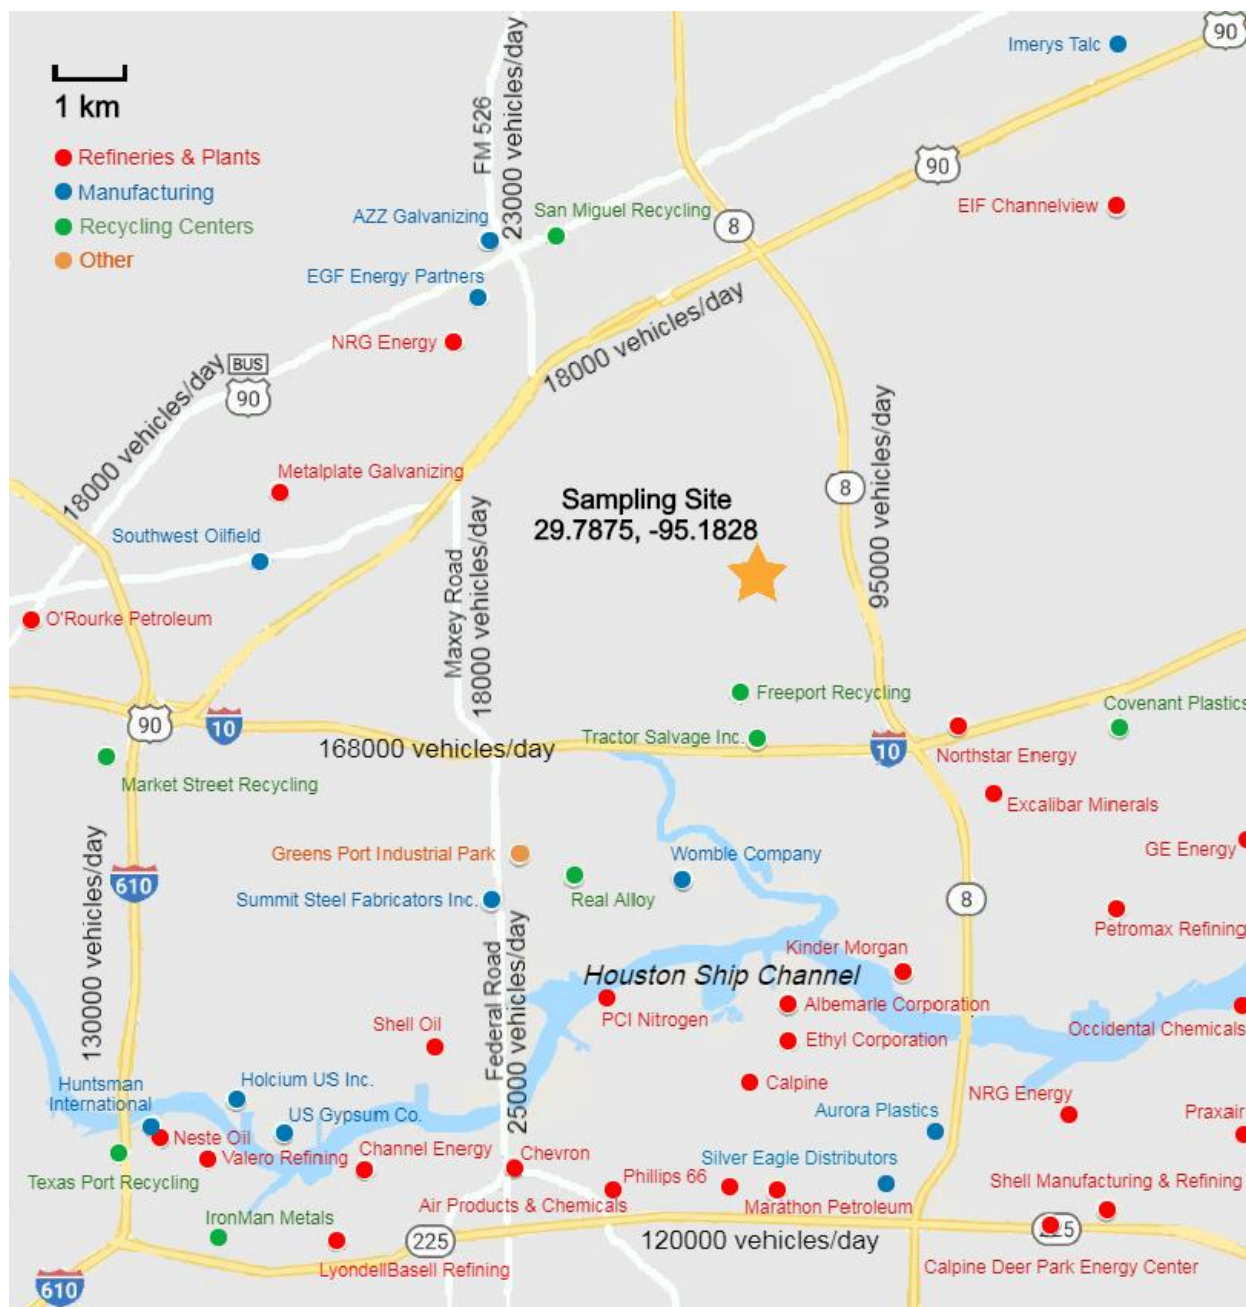 90
Imerys Talc
1 km
FM 526
23000 vehicles/day
Refineries & Plants
Manufacturing
Recycling Centers
Other
90
EIF Channelview
AZZ Galvanizing
San Miguel Recycling
8
EGF Energy Partners
NRG Energy
18000 vehicles/day
BUS
90
18000 vehicles/day
Metalplate Galvanizing
Sampling Site
29.7875, -95.1828
8
95000 vehicles/day
Southwest Oilfield
Maxey Road
18000 vehicles/day
O'Rourke Petroleum
Freeport Recycling
Covenant Plastics
90
10
168000 vehicles/day
Tractor Salvage Inc.
10
Northstar Energy
Market Street Recycling
Excalibar Minerals
GE Energy
Greens Port Industrial Park
Womble Company
610
130000 vehicles/day
Summit Steel Fabricators Inc.
Real Alloy
8
Petromax Refining
Federal Road
25000 vehicles/day
Kinder Morgan
Houston Ship Channel
Albemarle Corporation
PCI Nitrogen
Occidental Chemicals
Shell Oil
Ethyl Corporation
Huntsman
International
Holcium US Inc.
Calpine
NRG Energy
US Gypsum Co.
Aurora Plastics
Praxair
Neste Oil
Valero Refining
Channel Energy
Chevron
Silver Eagle Distributors
Texas Port Recycling
Phillips 66
Shell Manufacturing & Refining
Air Products & Chemicals
Marathon Petroleum
IronMan Metals
225
120000 vehicles/day
225
LyondellBasell Refining
Calpine Deer Park Energy Center
610